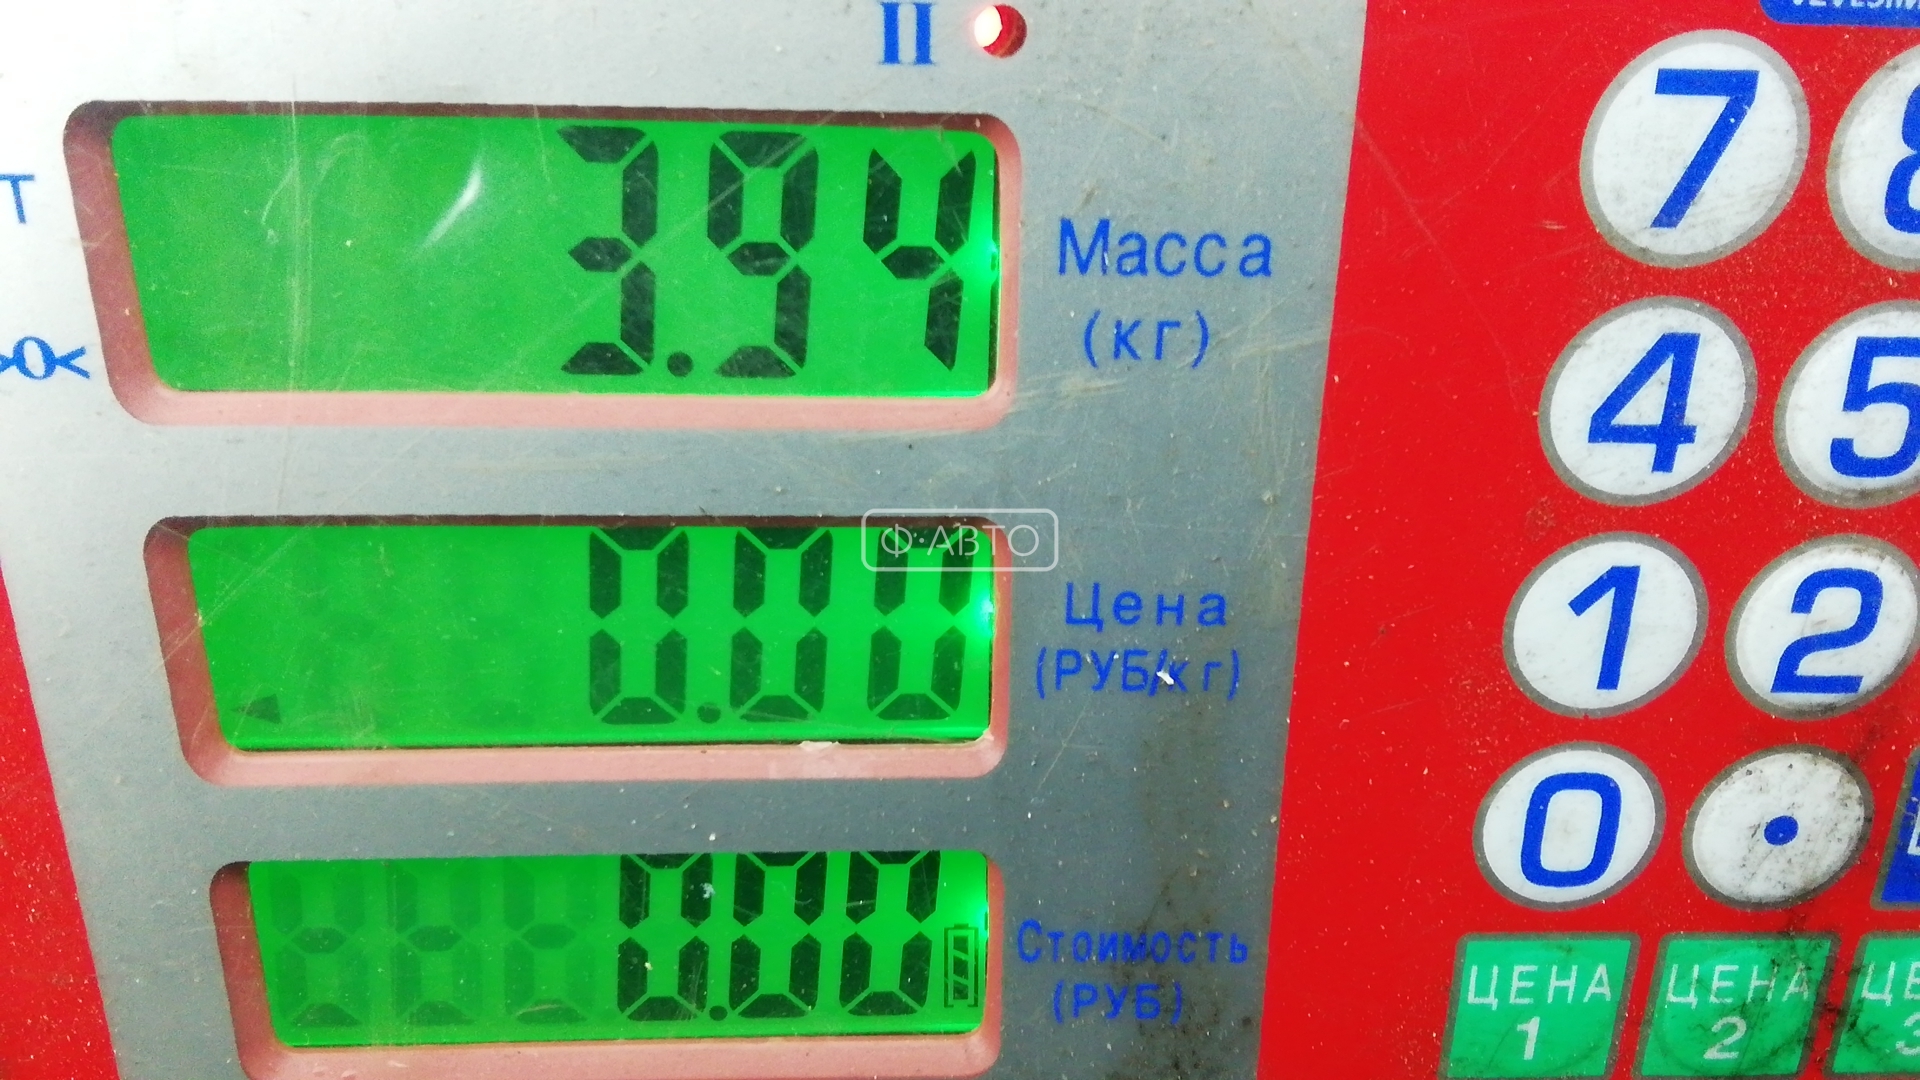 II
T
3.94
Масса
(кг)
>0<
0.00
Ф·АВТО
Цена
(РУБ/кг)
0.00
Стоимость
(РУБ)
7
4 5
1 2
0 .
ЦЕНА 1
ЦЕНА 2